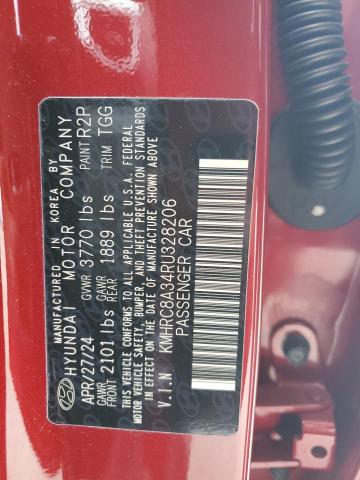 MANUFACTURED IN KOREA BY
HYUNDAI MOTOR COMPANY
APR/27/24 GVWR 3770 lbs PAINT R2P
GAWR FRONT 2101 lbs GAWR REAR 1889 lbs TRIM TGG
THIS VEHICLE CONFORMS TO ALL APPLICABLE U.S.A. FEDERAL
MOTOR VEHICLE SAFETY, BUMPER, AND THEFT PREVENTION STANDARDS
IN EFFECT ON THE DATE OF MANUFACTURE SHOWN ABOVE.
V.I.N KMHRC8A34RU328206
PASSENGER CAR